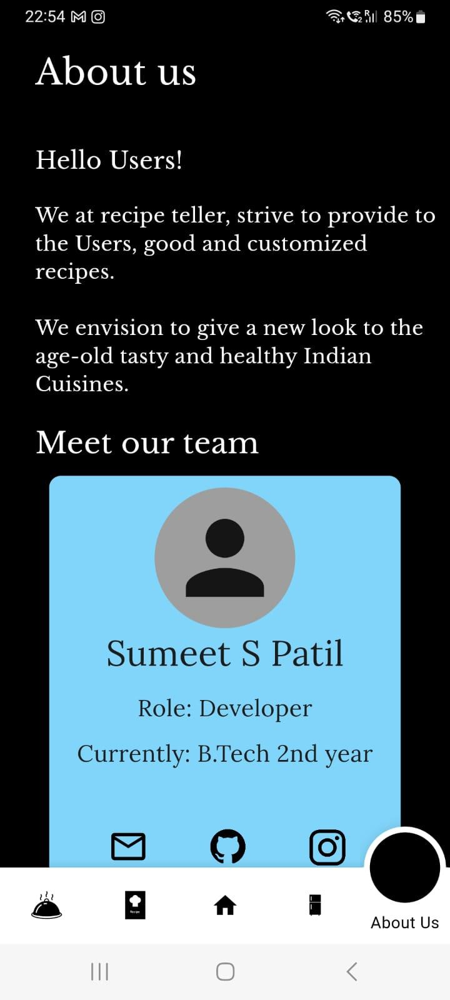 22:54
85%
About us
Hello Users!
We at recipe teller, strive to provide to
the Users, good and customized
recipes.
We envision to give a new look to the
age-old tasty and healthy Indian
Cuisines.
Meet our team
Sumeet S Patil
Role: Developer
Currently: B.Tech 2nd year
Recipe
About Us